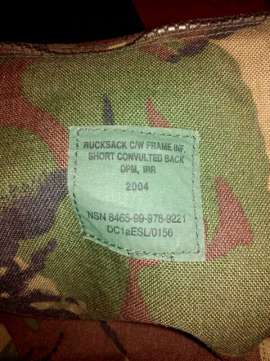 RUCKSACK C/W FRAME INF,
SHORT CONVULTED BACK
DPM, IRR
2004
NSN 8465-99-978-9221
DC1aESL/0156